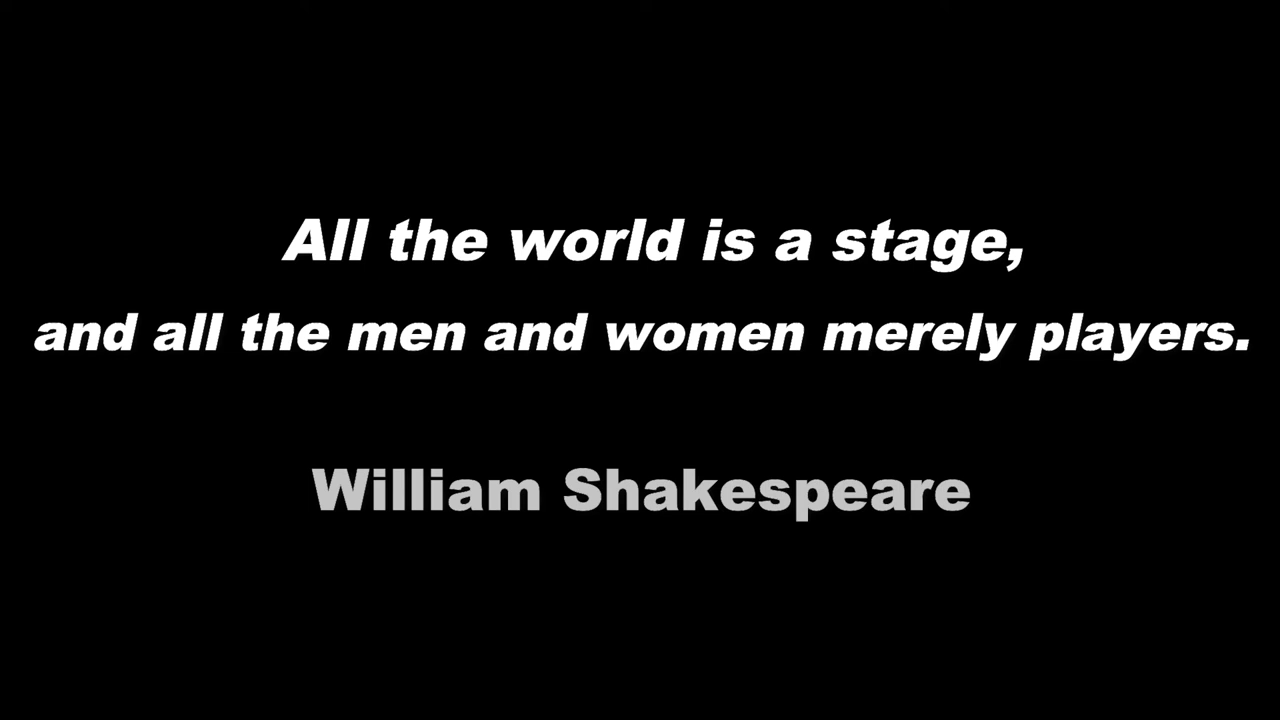 All the world is a stage,
and all the men and women merely players.
William Shakespeare